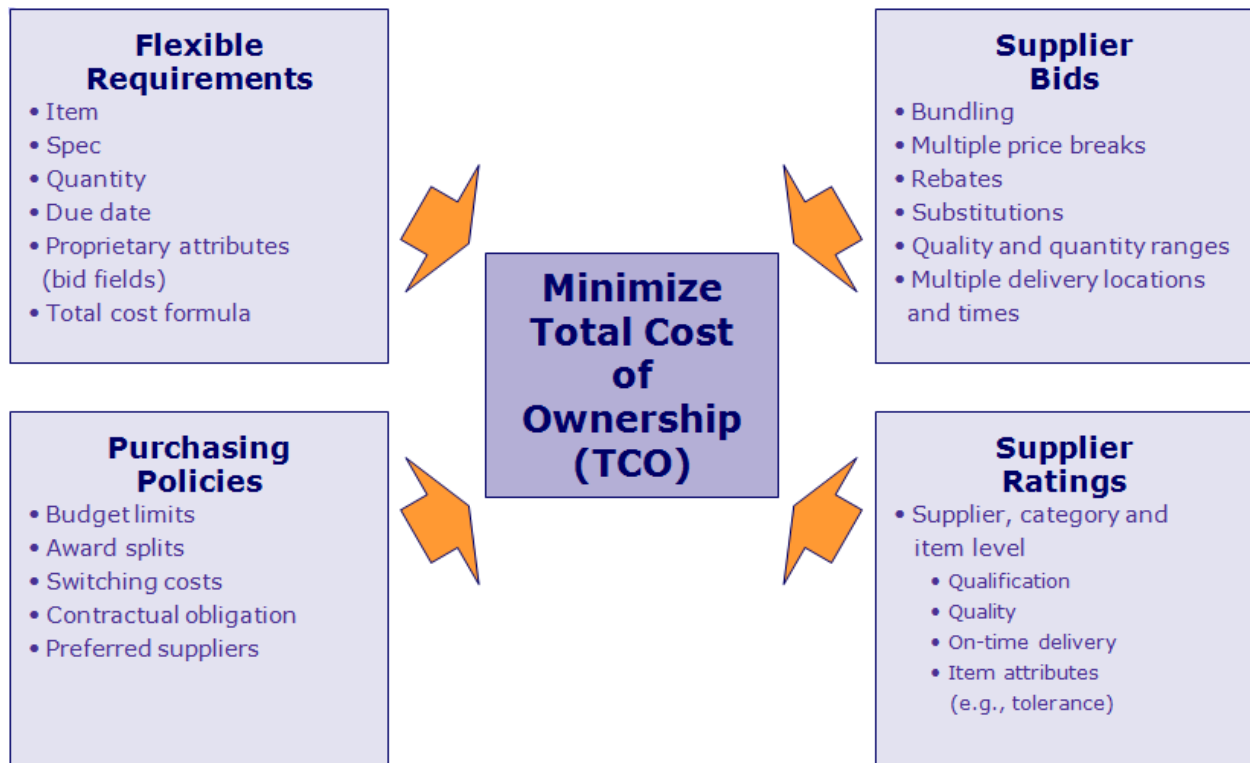 Flexible
Requirements
• Item
• Spec
• Quantity
• Due date
• Proprietary attributes
(bid fields)
• Total cost formula
Supplier
Bids
• Bundling
• Multiple price breaks
• Rebates
• Substitutions
• Quality and quantity ranges
• Multiple delivery locations
and times
Minimize
Total Cost
of
Ownership
(TCO)
Purchasing
Policies
• Budget limits
• Award splits
• Switching costs
• Contractual obligation
• Preferred suppliers
Supplier
Ratings
• Supplier, category and
item level
• Qualification
• Quality
• On-time delivery
• Item attributes
(e.g., tolerance)